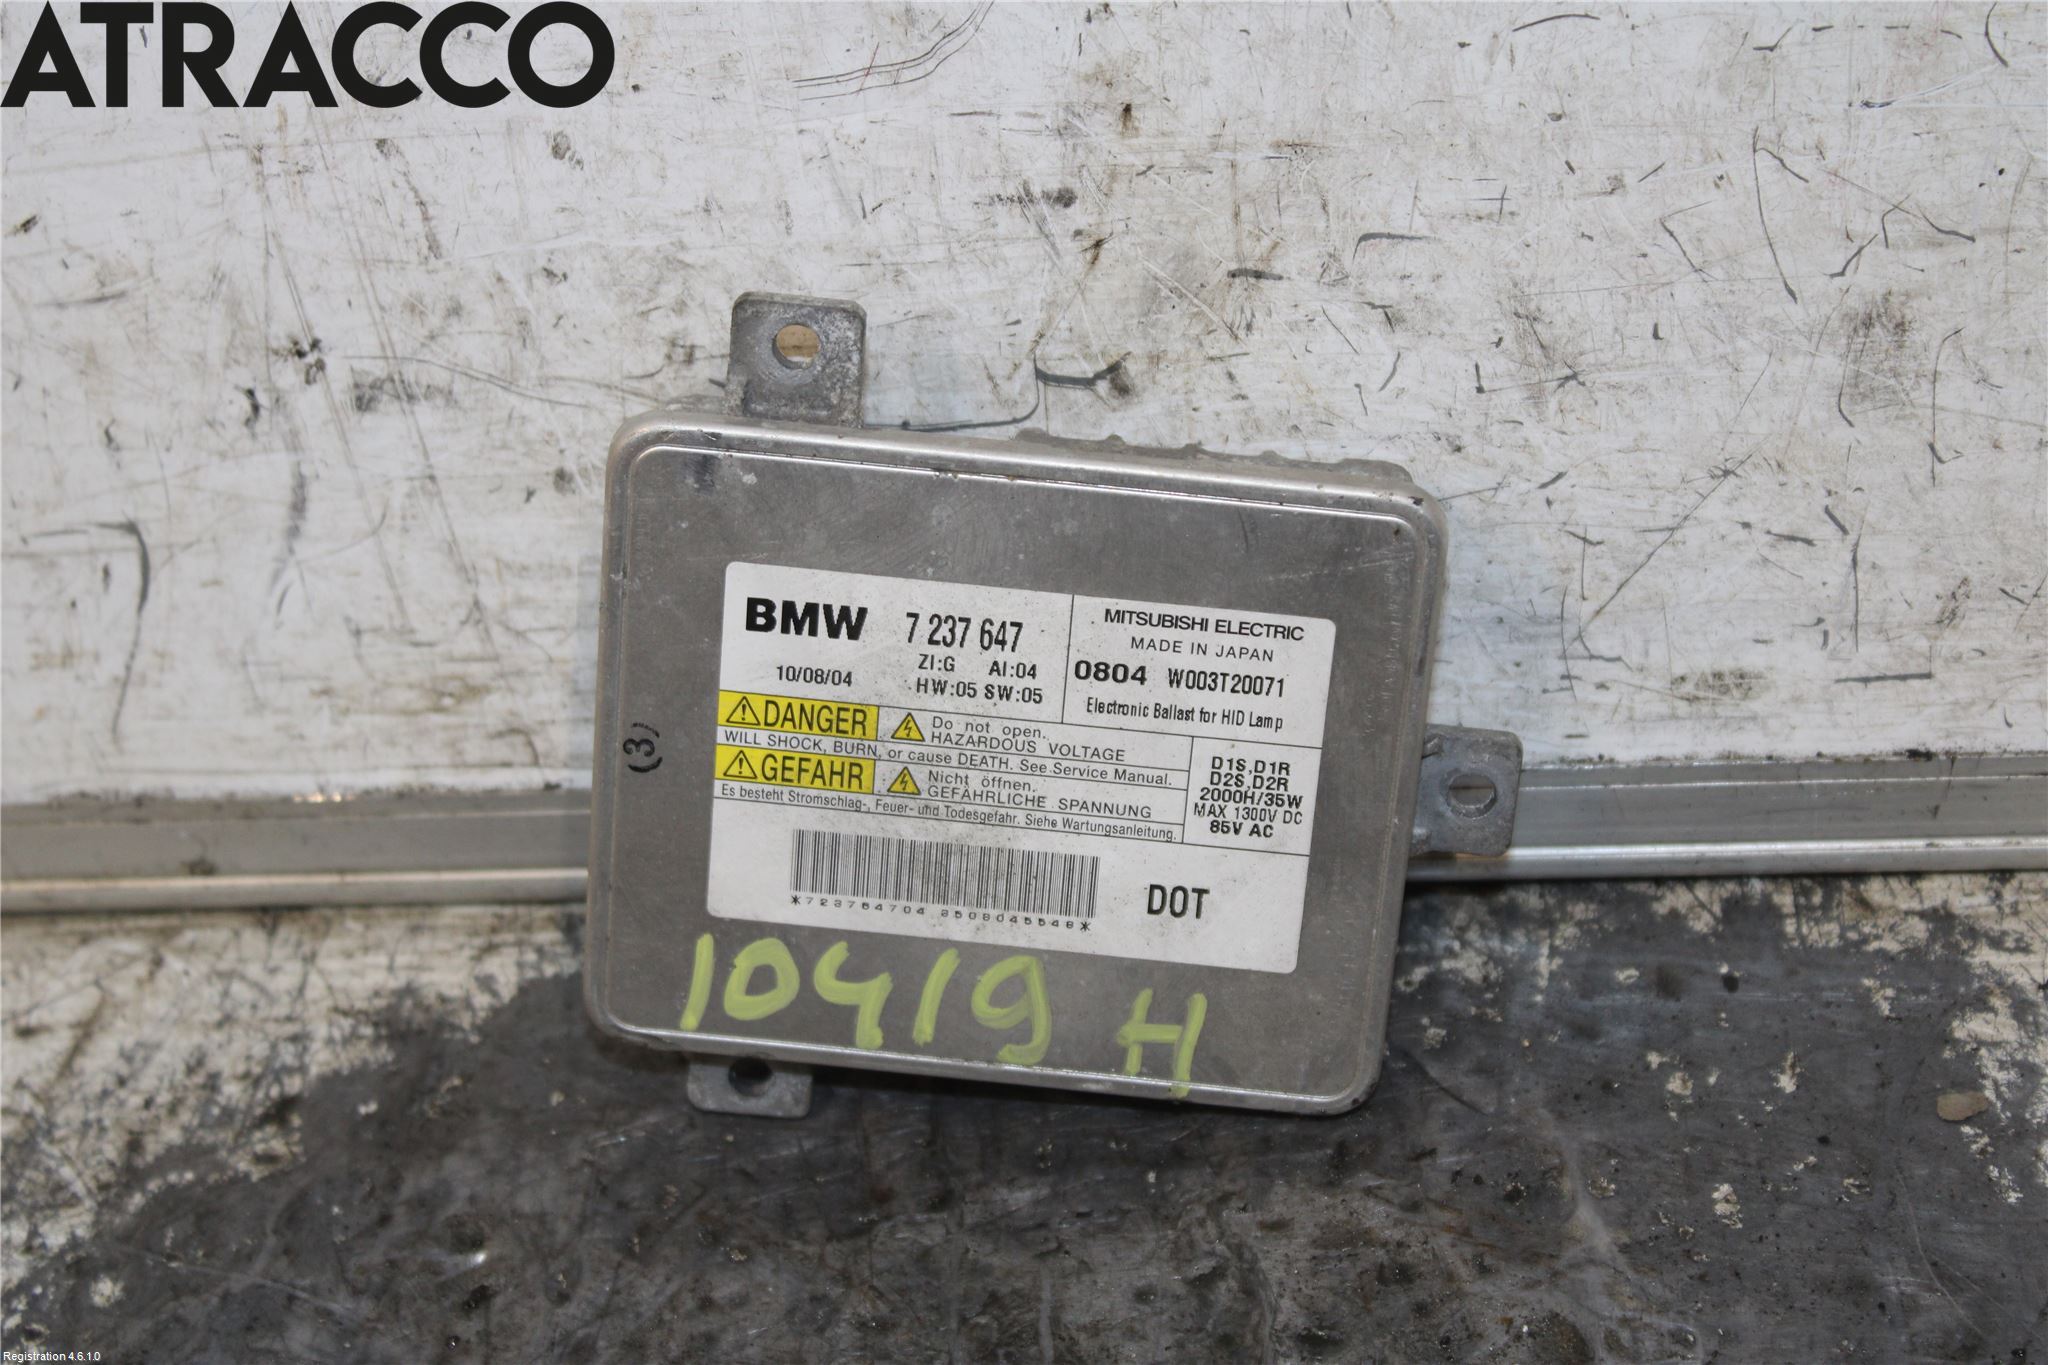 ATRACCO
BMW 7 237 647
ZI:G AI:04
10/08/04 HW:05 SW:05
MITSUBISHI ELECTRIC
MADE IN JAPAN
0804 W003T20071
Electronic Ballast for HID Lamp
DANGER Do not open.
HAZARDOUS VOLTAGE
WILL SHOCK, BURN, or cause DEATH. See Service Manual.
GEFAHR Nicht öffnen.
GEFÄHRLICHE SPANNUNG
Es besteht Stromschlag-, Feuer- und Todesgefahr. Siehe Wartungsanleitung.
D1S,D1R
D2S,D2R
2000H/35W
MAX 1300V DC
85V AC
(3)
DOT
10419 H
Registration 4.6.1.0